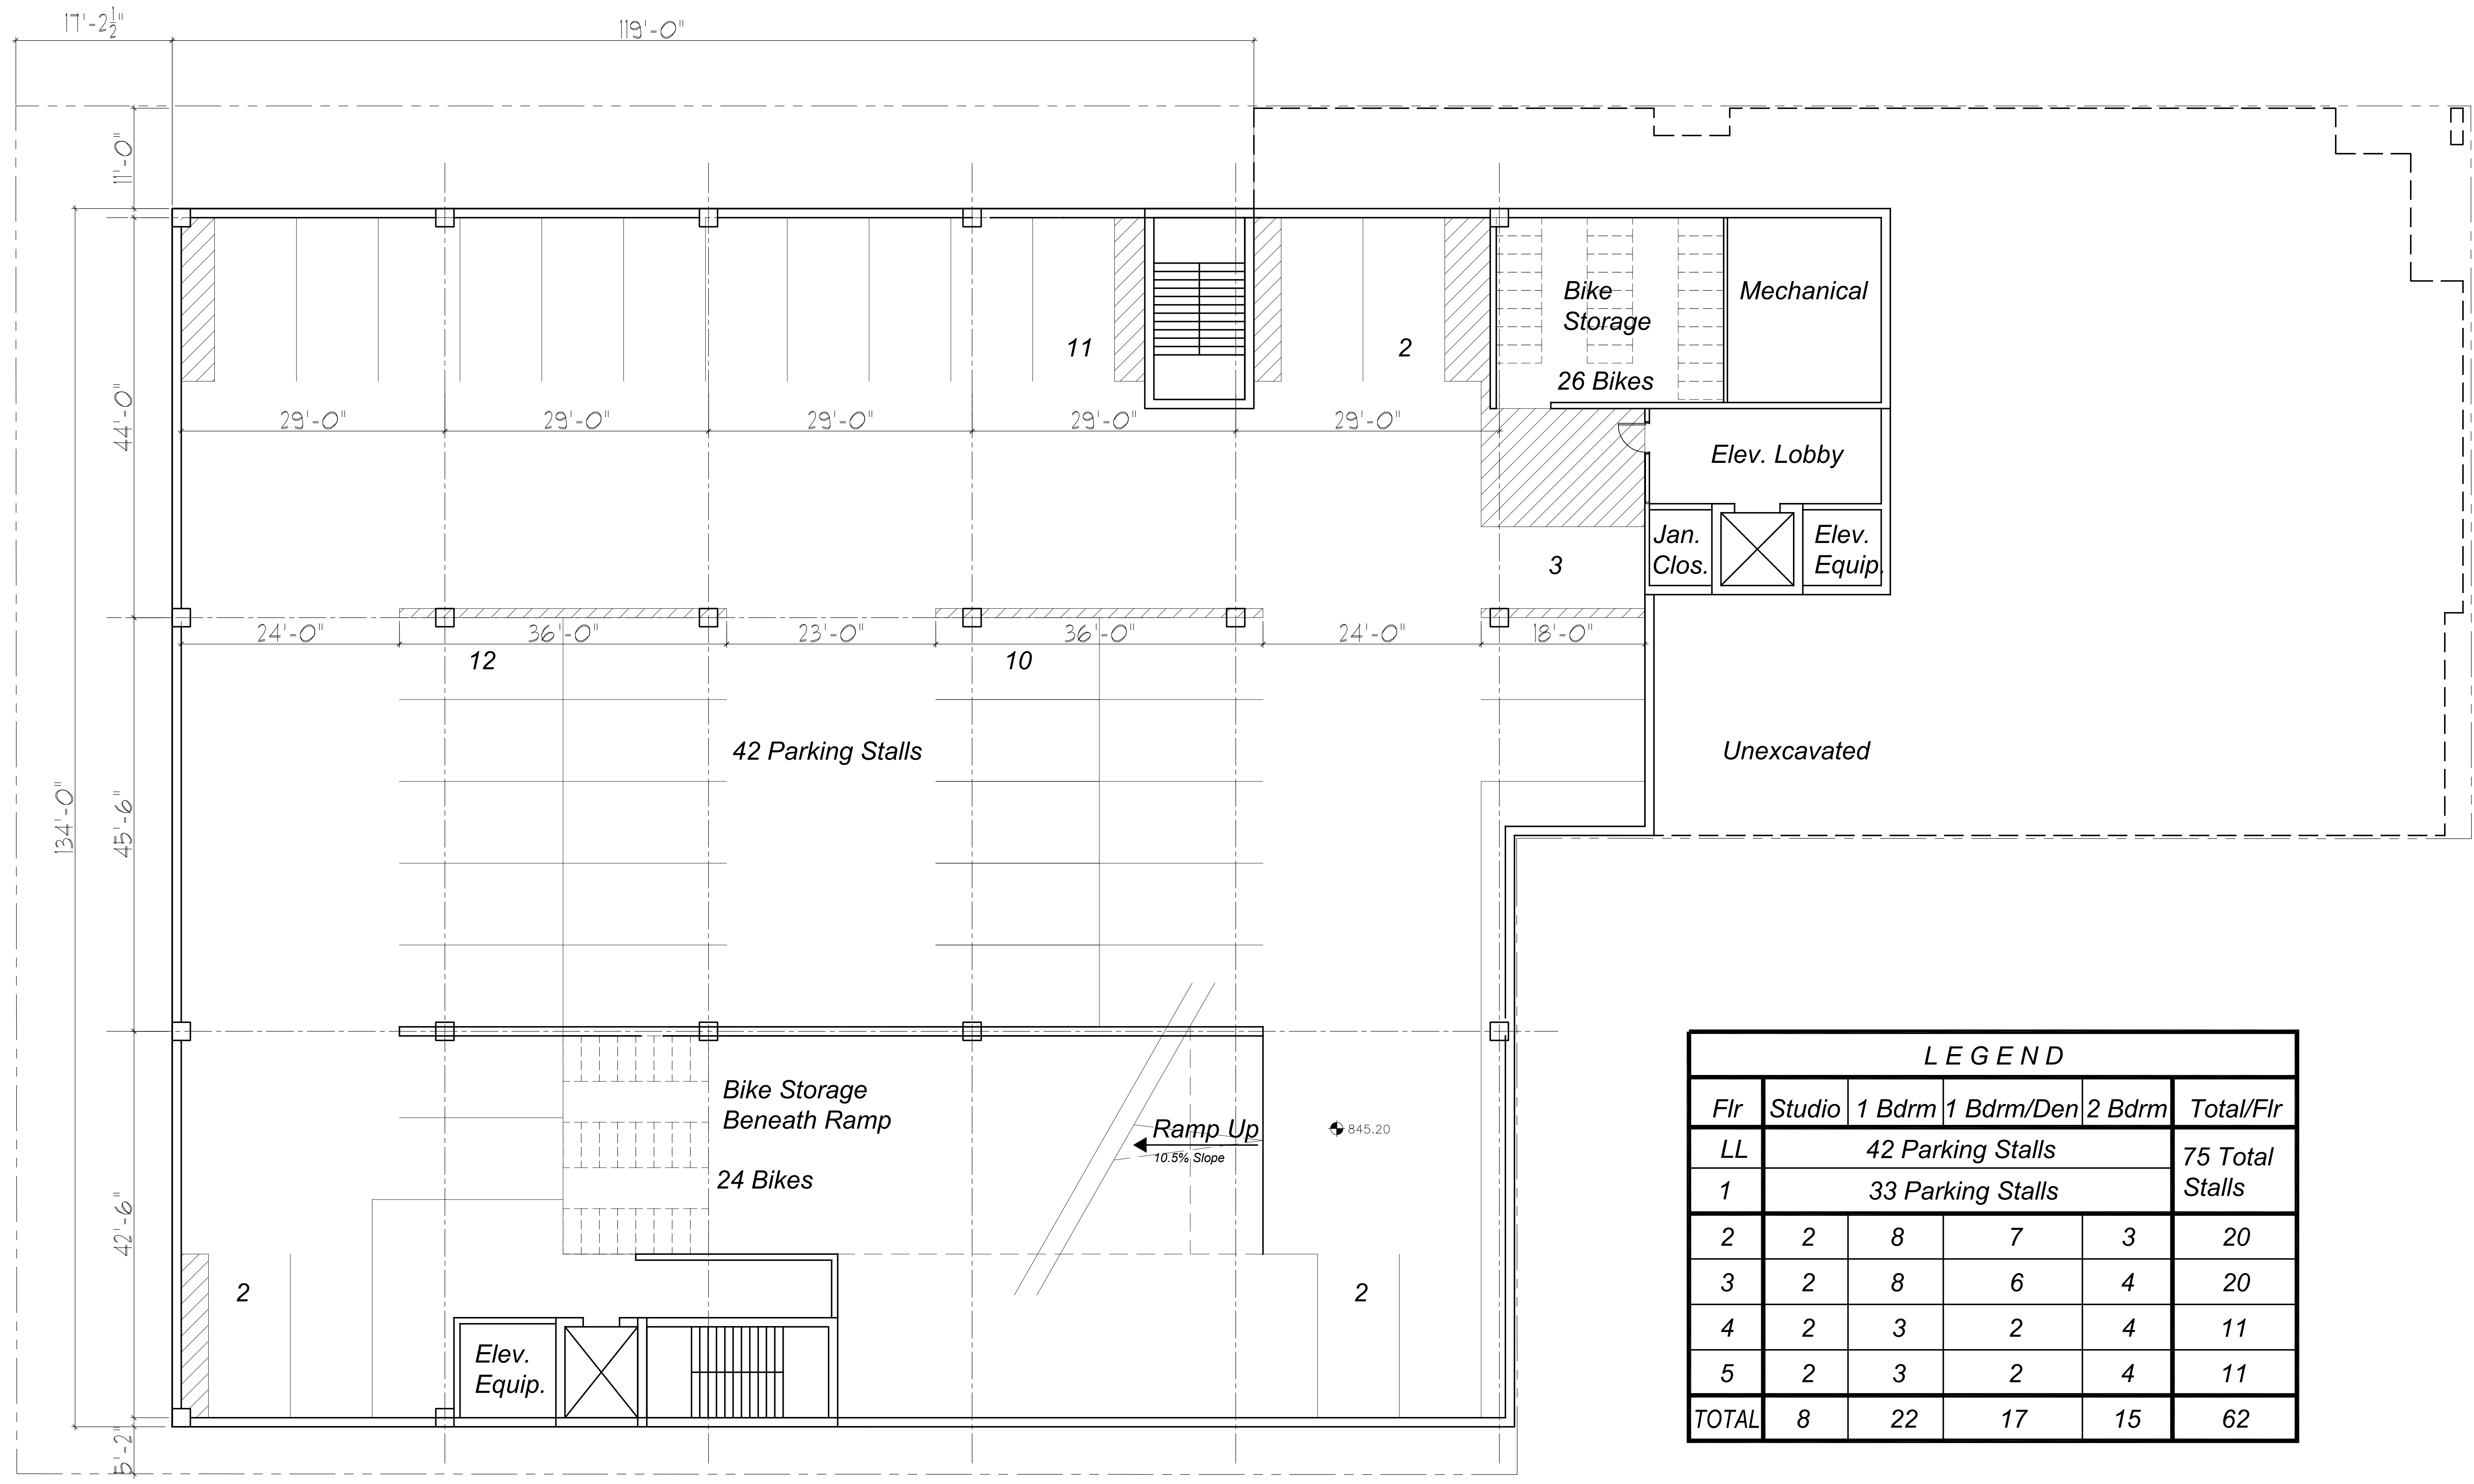 17'-2½"
119'-0"
11'-0"
44'-0"
134'-0"
45'-6"
42'-6"
5'-2"
11
2
Bike
Storage
26 Bikes
Mechanical
29'-0"
29'-0"
29'-0"
29'-0"
29'-0"
Elev. Lobby
Jan.
Clos.
Elev.
Equip.
3
24'-0"
36'-0"
23'-0"
36'-0"
24'-0"
18'-0"
12
10
42 Parking Stalls
Unexcavated
Bike Storage
Beneath Ramp
24 Bikes
Ramp Up
10.5% Slope
845.20
2
2
Elev.
Equip.
LEGEND
Flr Studio 1 Bdrm 1 Bdrm/Den 2 Bdrm Total/Flr
LL 42 Parking Stalls 75 Total
1 33 Parking Stalls Stalls
2 2 8 7 3 20
3 2 8 6 4 20
4 2 3 2 4 11
5 2 3 2 4 11
TOTAL 8 22 17 15 62